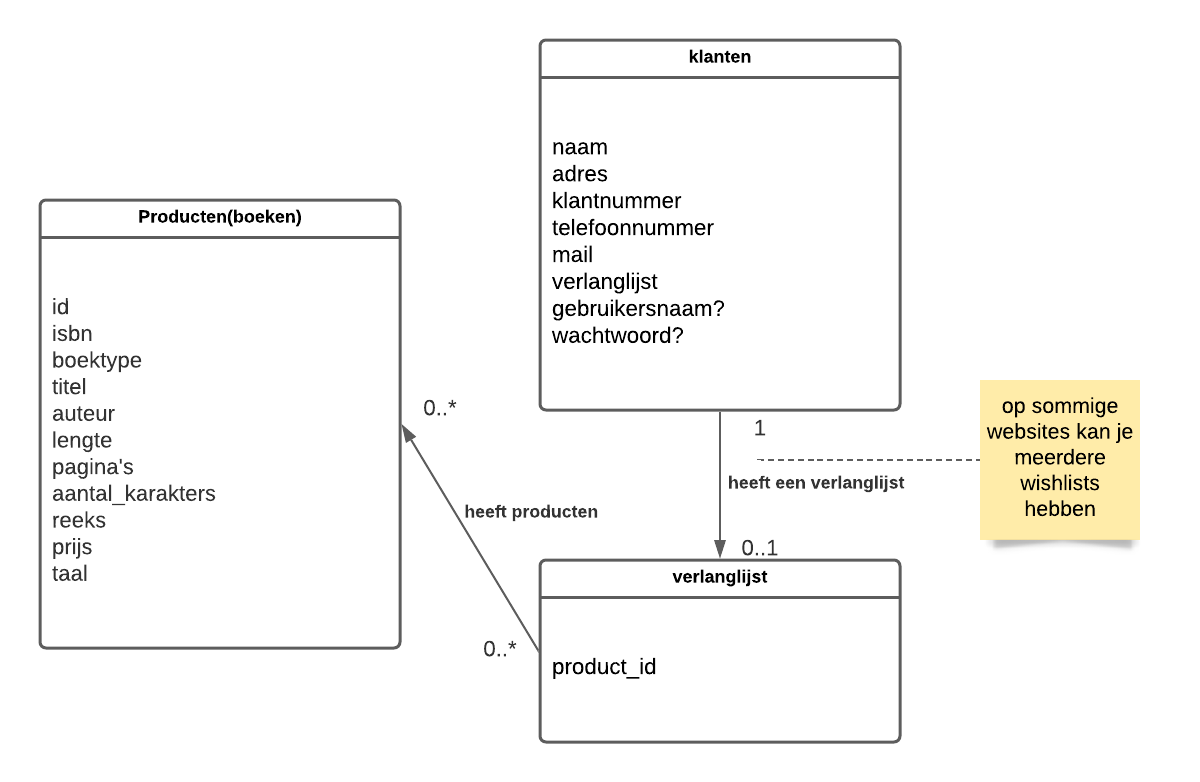 klanten
naam
adres
klantnummer
telefoonnummer
mail
verlanglijst
gebruikersnaam?
wachtwoord?
Producten(boeken)
id
isbn
boektype
titel
auteur
lengte
pagina's
aantal_karakters
reeks
prijs
taal
0..*
heeft producten
0..*
1
heeft een verlanglijst
0..1
op sommige
websites kan je
meerdere
wishlists
hebben
verlanglijst
product_id